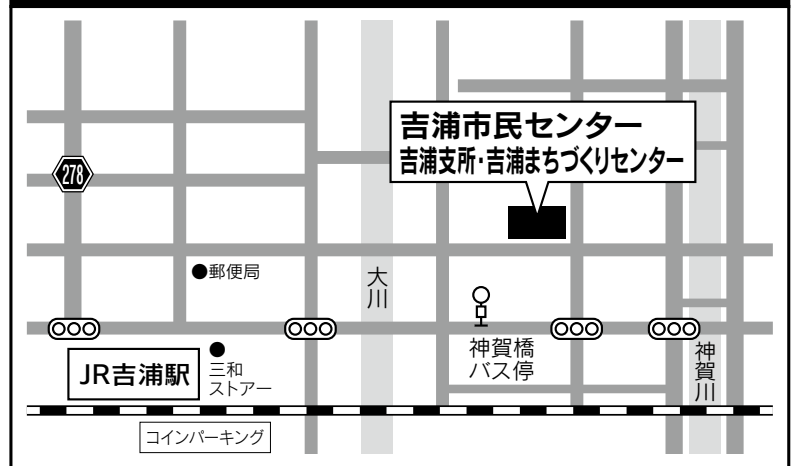 吉浦市民センター
吉浦支所・吉浦まちづくりセンター
278
●郵便局
大川
神賀橋
バス停
神賀川
JR吉浦駅
三和
ストアー
コインパーキング